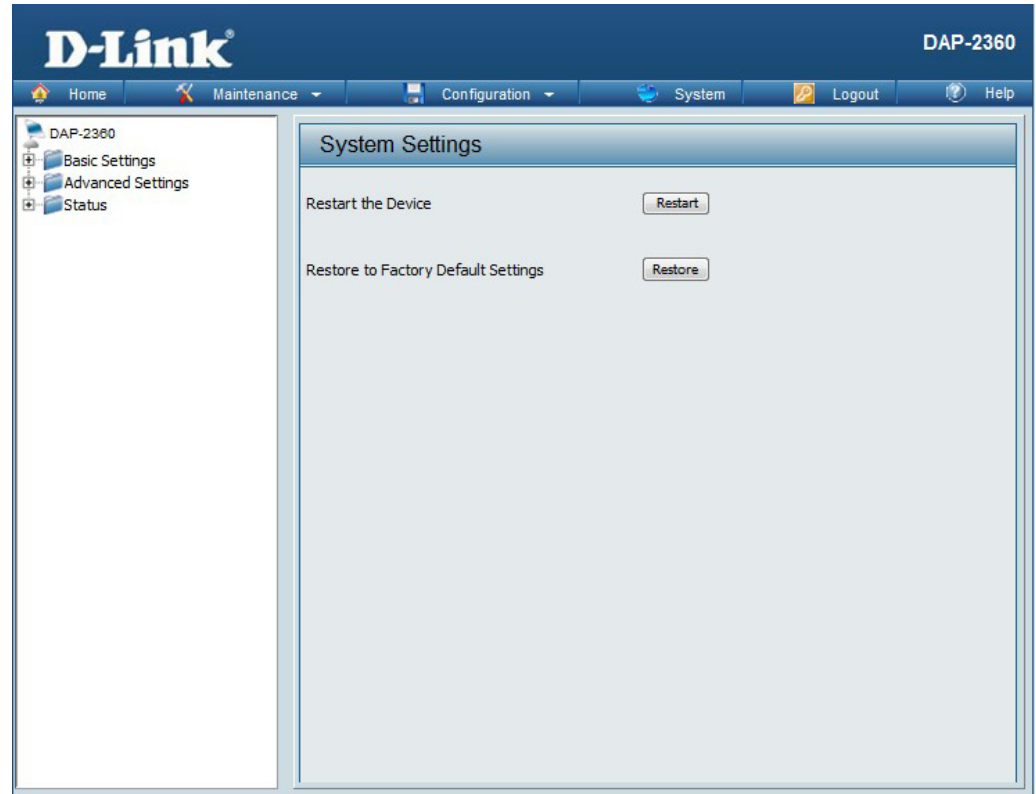 D-Link®
DAP-2360
Home Maintenance Configuration System Logout Help
DAP-2360
Basic Settings
Advanced Settings
Status
System Settings
Restart the Device Restart
Restore to Factory Default Settings Restore